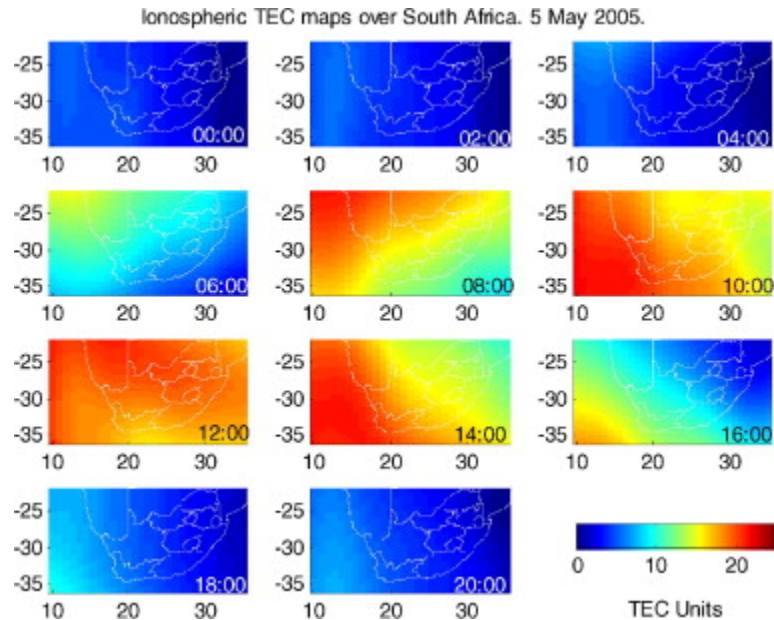 Ionospheric TEC maps over South Africa. 5 May 2005.
-25 -25 -25
-30 -30 -30
-35 00:00 -35 02:00 -35 04:00
10 20 30 10 20 30 10 20 30
-25 -25 -25
-30 -30 -30
-35 06:00 -35 08:00 -35 10:00
10 20 30 10 20 30 10 20 30
-25 -25 -25
-30 -30 -30
-35 12:00 -35 14:00 -35 16:00
10 20 30 10 20 30 10 20 30
-25 -25
-30 -30
-35 18:00 -35 20:00
10 20 30 10 20 30
0 10 20
TEC Units